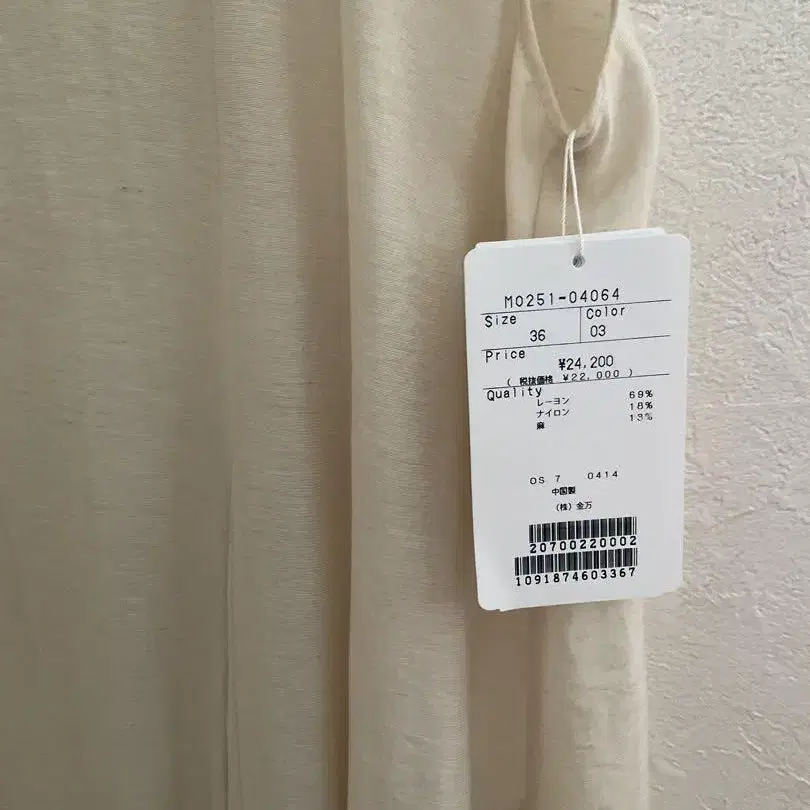 M0251-04064
Size 36 Color 03
Price ¥24,200
( 税抜価格 ¥22,000 )
Quality
レーヨン 69%
ナイロン 18%
麻 13%
OS 7 0414
中国製
(株) 金万
20700220002
1091874603367